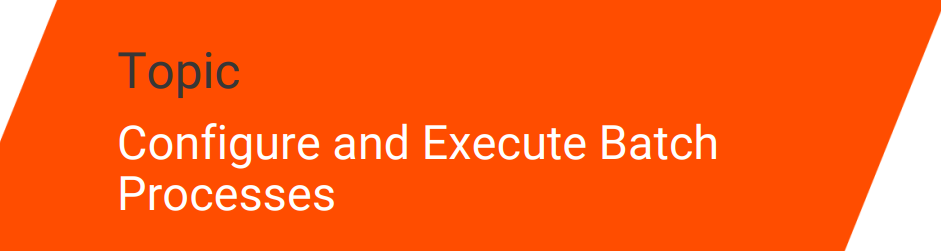 Topic
Configure and Execute Batch
Processes